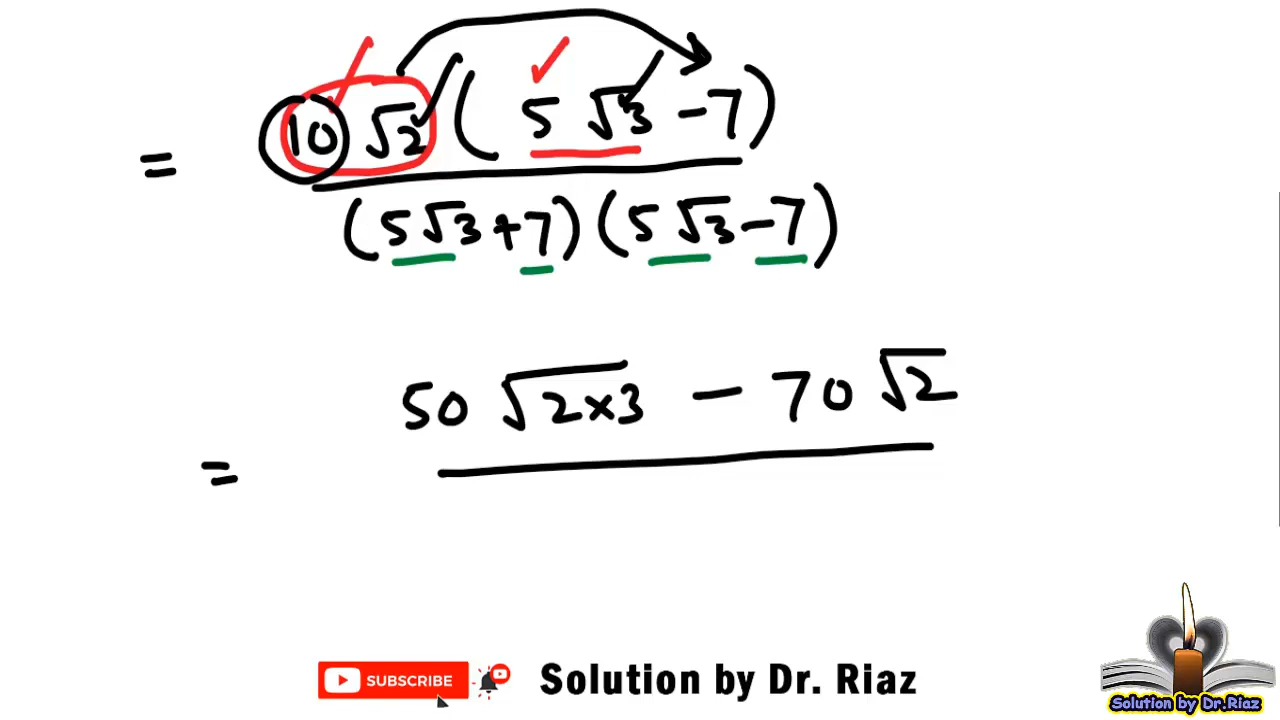 10 √2 ( 5 √3 - 7 )
=
( 5 √3 + 7 ) ( 5 √3 - 7 )
50 √2×3 - 70 √2
=
SUBSCRIBE
Solution by Dr. Riaz
Solution by Dr.Riaz